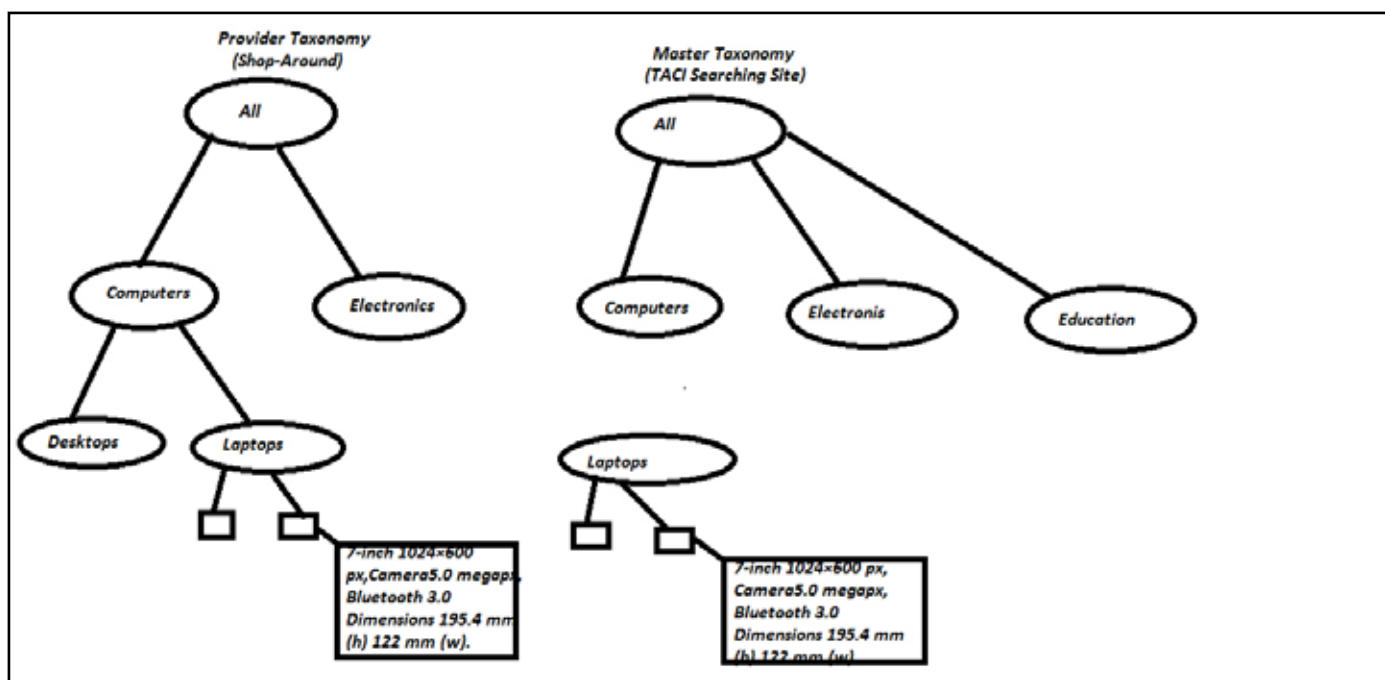 Provider Taxonomy
(Shop-Around)
All
Computers
Electronics
Desktops
Laptops
7-inch 1024×600
px,Camera5.0 megapx,
Bluetooth 3.0
Dimensions 195.4 mm
(h) 122 mm (w).
Master Taxonomy
(TACI Searching Site)
All
Computers
Electronis
Education
Laptops
7-inch 1024×600 px,
Camera5.0 megapx,
Bluetooth 3.0
Dimensions 195.4 mm
(h) 122 mm (w)